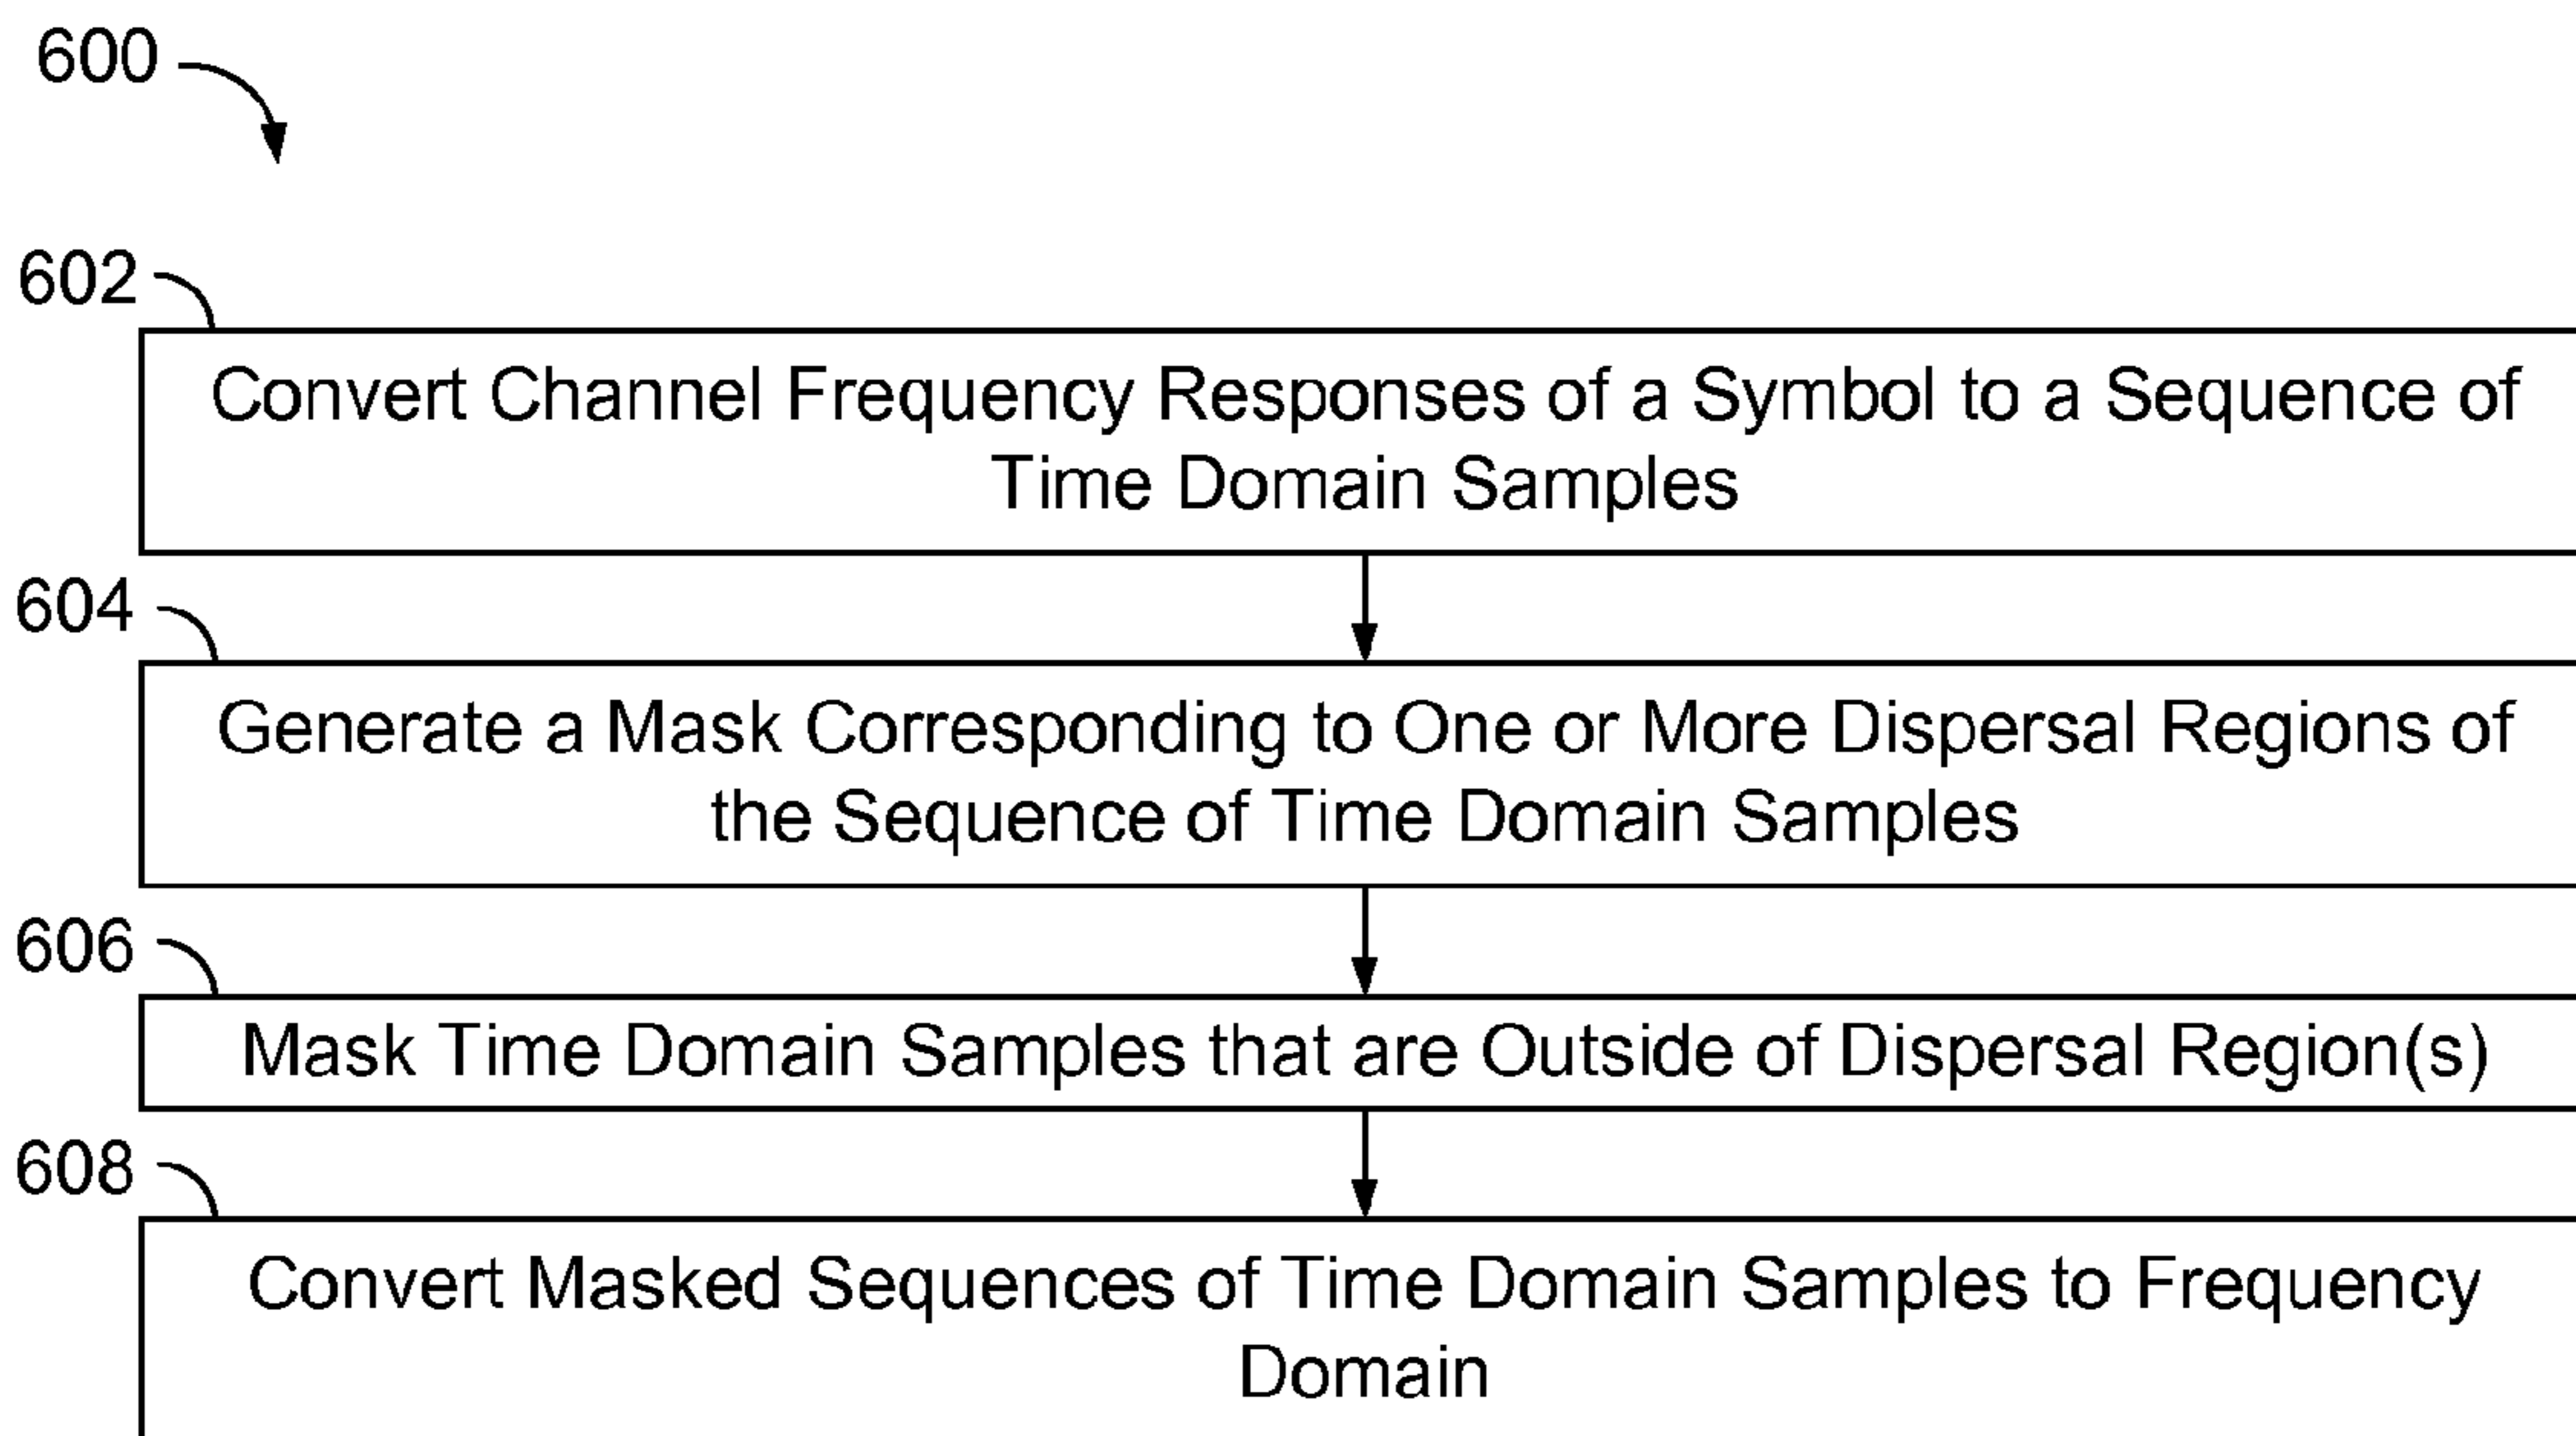 600
602
Convert Channel Frequency Responses of a Symbol to a Sequence of
Time Domain Samples
604
Generate a Mask Corresponding to One or More Dispersal Regions of
the Sequence of Time Domain Samples
606
Mask Time Domain Samples that are Outside of Dispersal Region(s)
608
Convert Masked Sequences of Time Domain Samples to Frequency
Domain